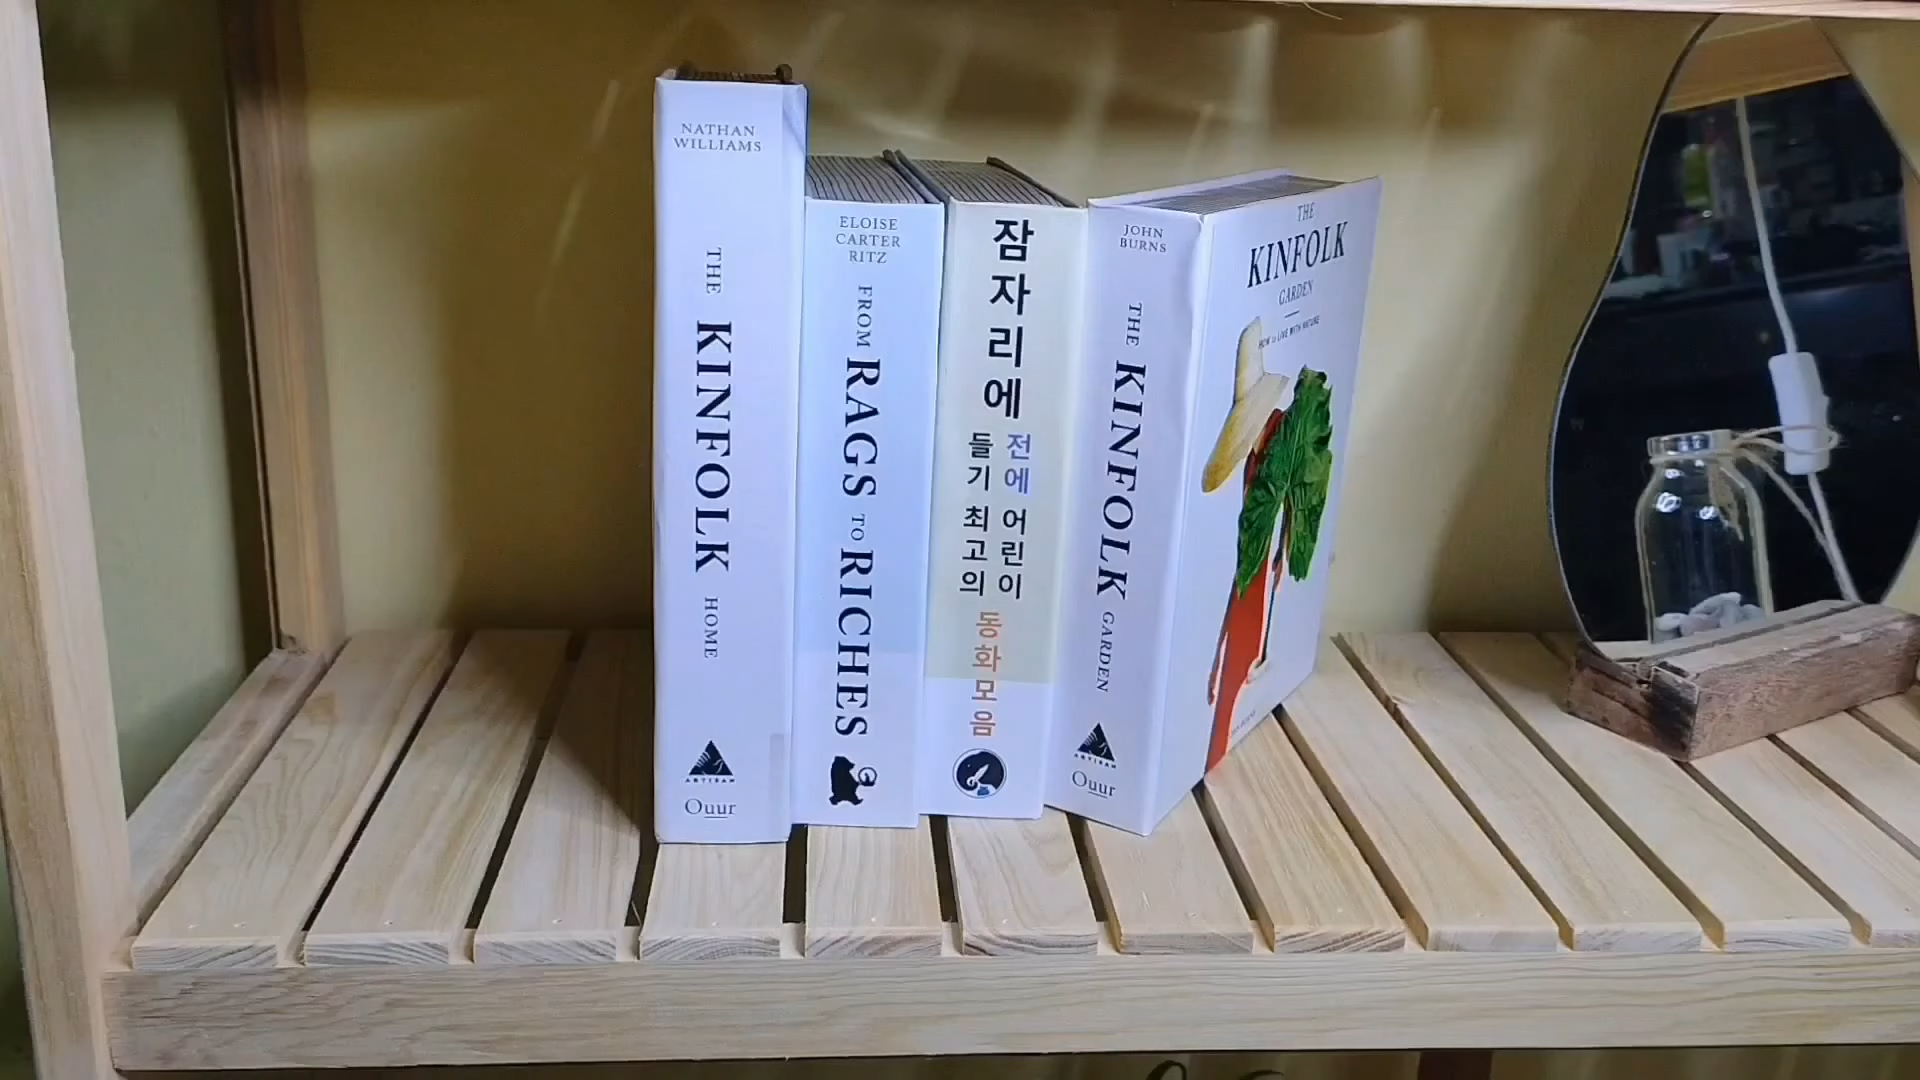 NATHAN
WILLIAMS
THE KINFOLK HOME
ARTISAN
Ouur
ELOISE
CARTER
RITZ
FROM RAGS TO RICHES
잠자리에
전에 어린이
들기 최고의
동화모음
JOHN
BURNS
THE KINFOLK GARDEN
ARTISAN
Ouur
THE
KINFOLK
GARDEN
HOW to LIVE WITH NATURE